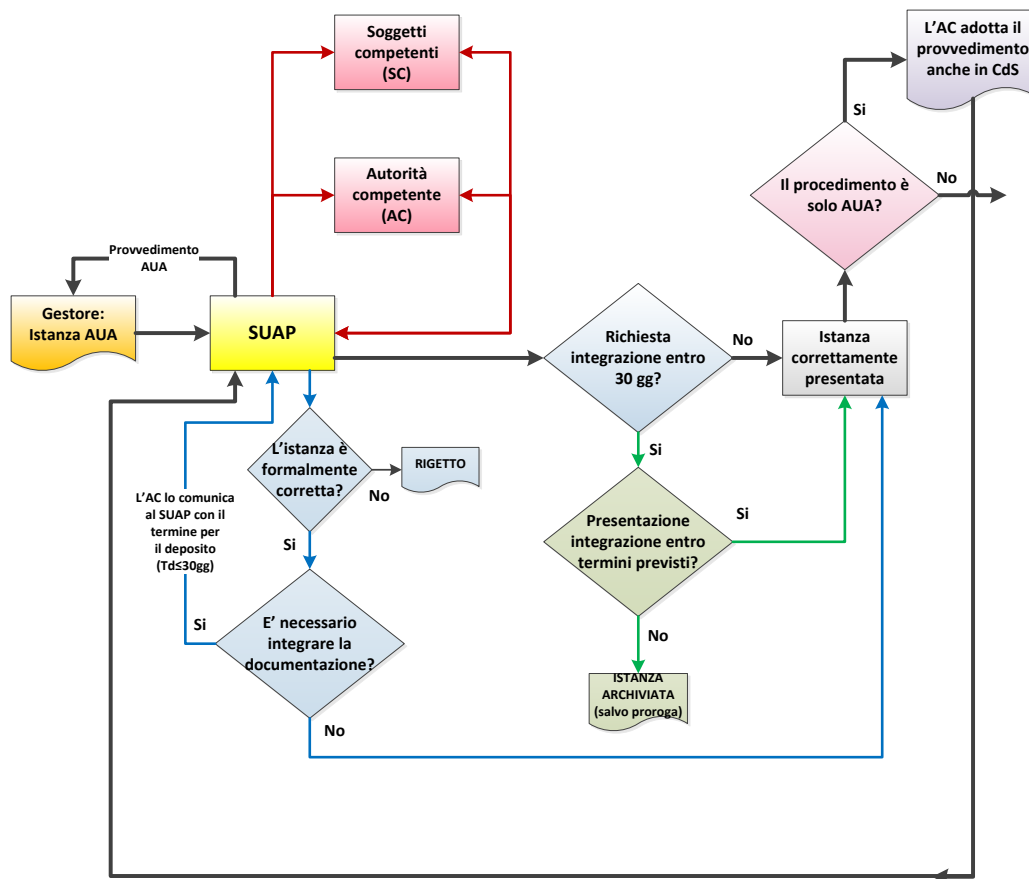 L'AC adotta il
provvedimento
anche in CdS
Soggetti
competenti
(SC)
Si
Autorità
competente
(AC)
Il procedimento è
solo AUA?
No
Provvedimento
AUA
Gestore:
Istanza AUA
SUAP
Richiesta
integrazione entro
30 gg?
No
Istanza
correttamente
presentata
L'istanza è
formalmente
corretta?
No
RIGETTO
Si
L'AC lo comunica
al SUAP con il
termine per
il deposito
(Td≤30gg)
Si
Presentazione
integrazione entro
termini previsti?
Si
E' necessario
integrare la
documentazione?
Si
No
No
ISTANZA
ARCHIVIATA
(salvo proroga)